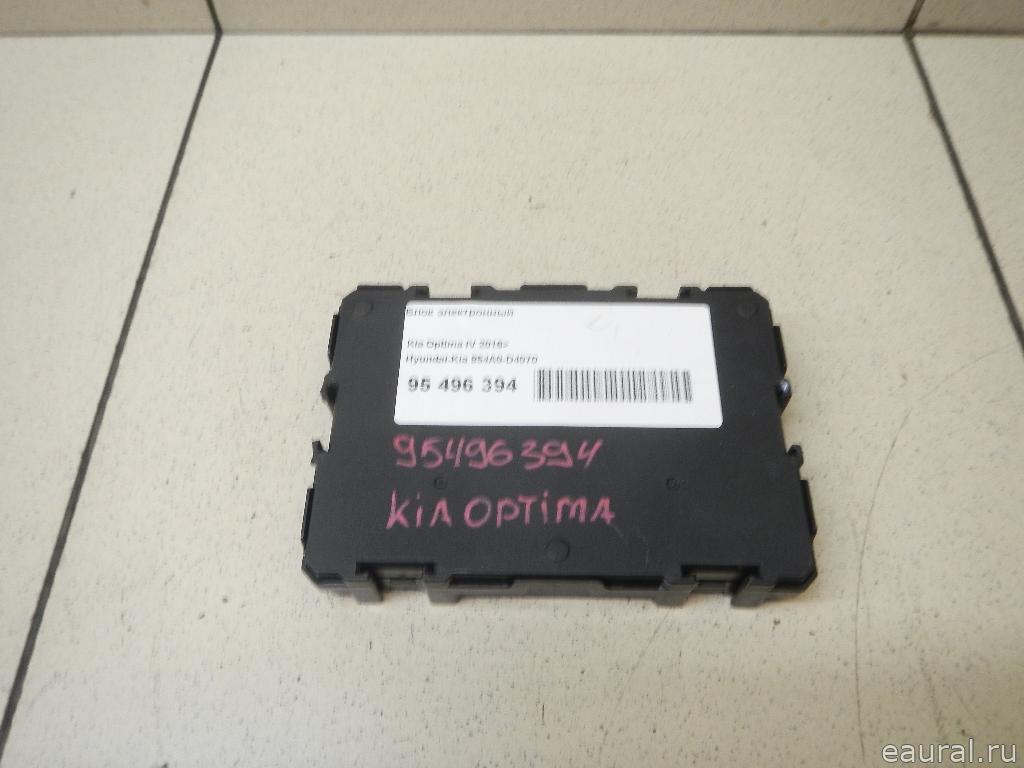 Блок электронный
Kia Optima IV 2016>
Hyundai-Kia 954A0-D4070
95 496 394
95496394
KiA OPTiMA
eaural.ru